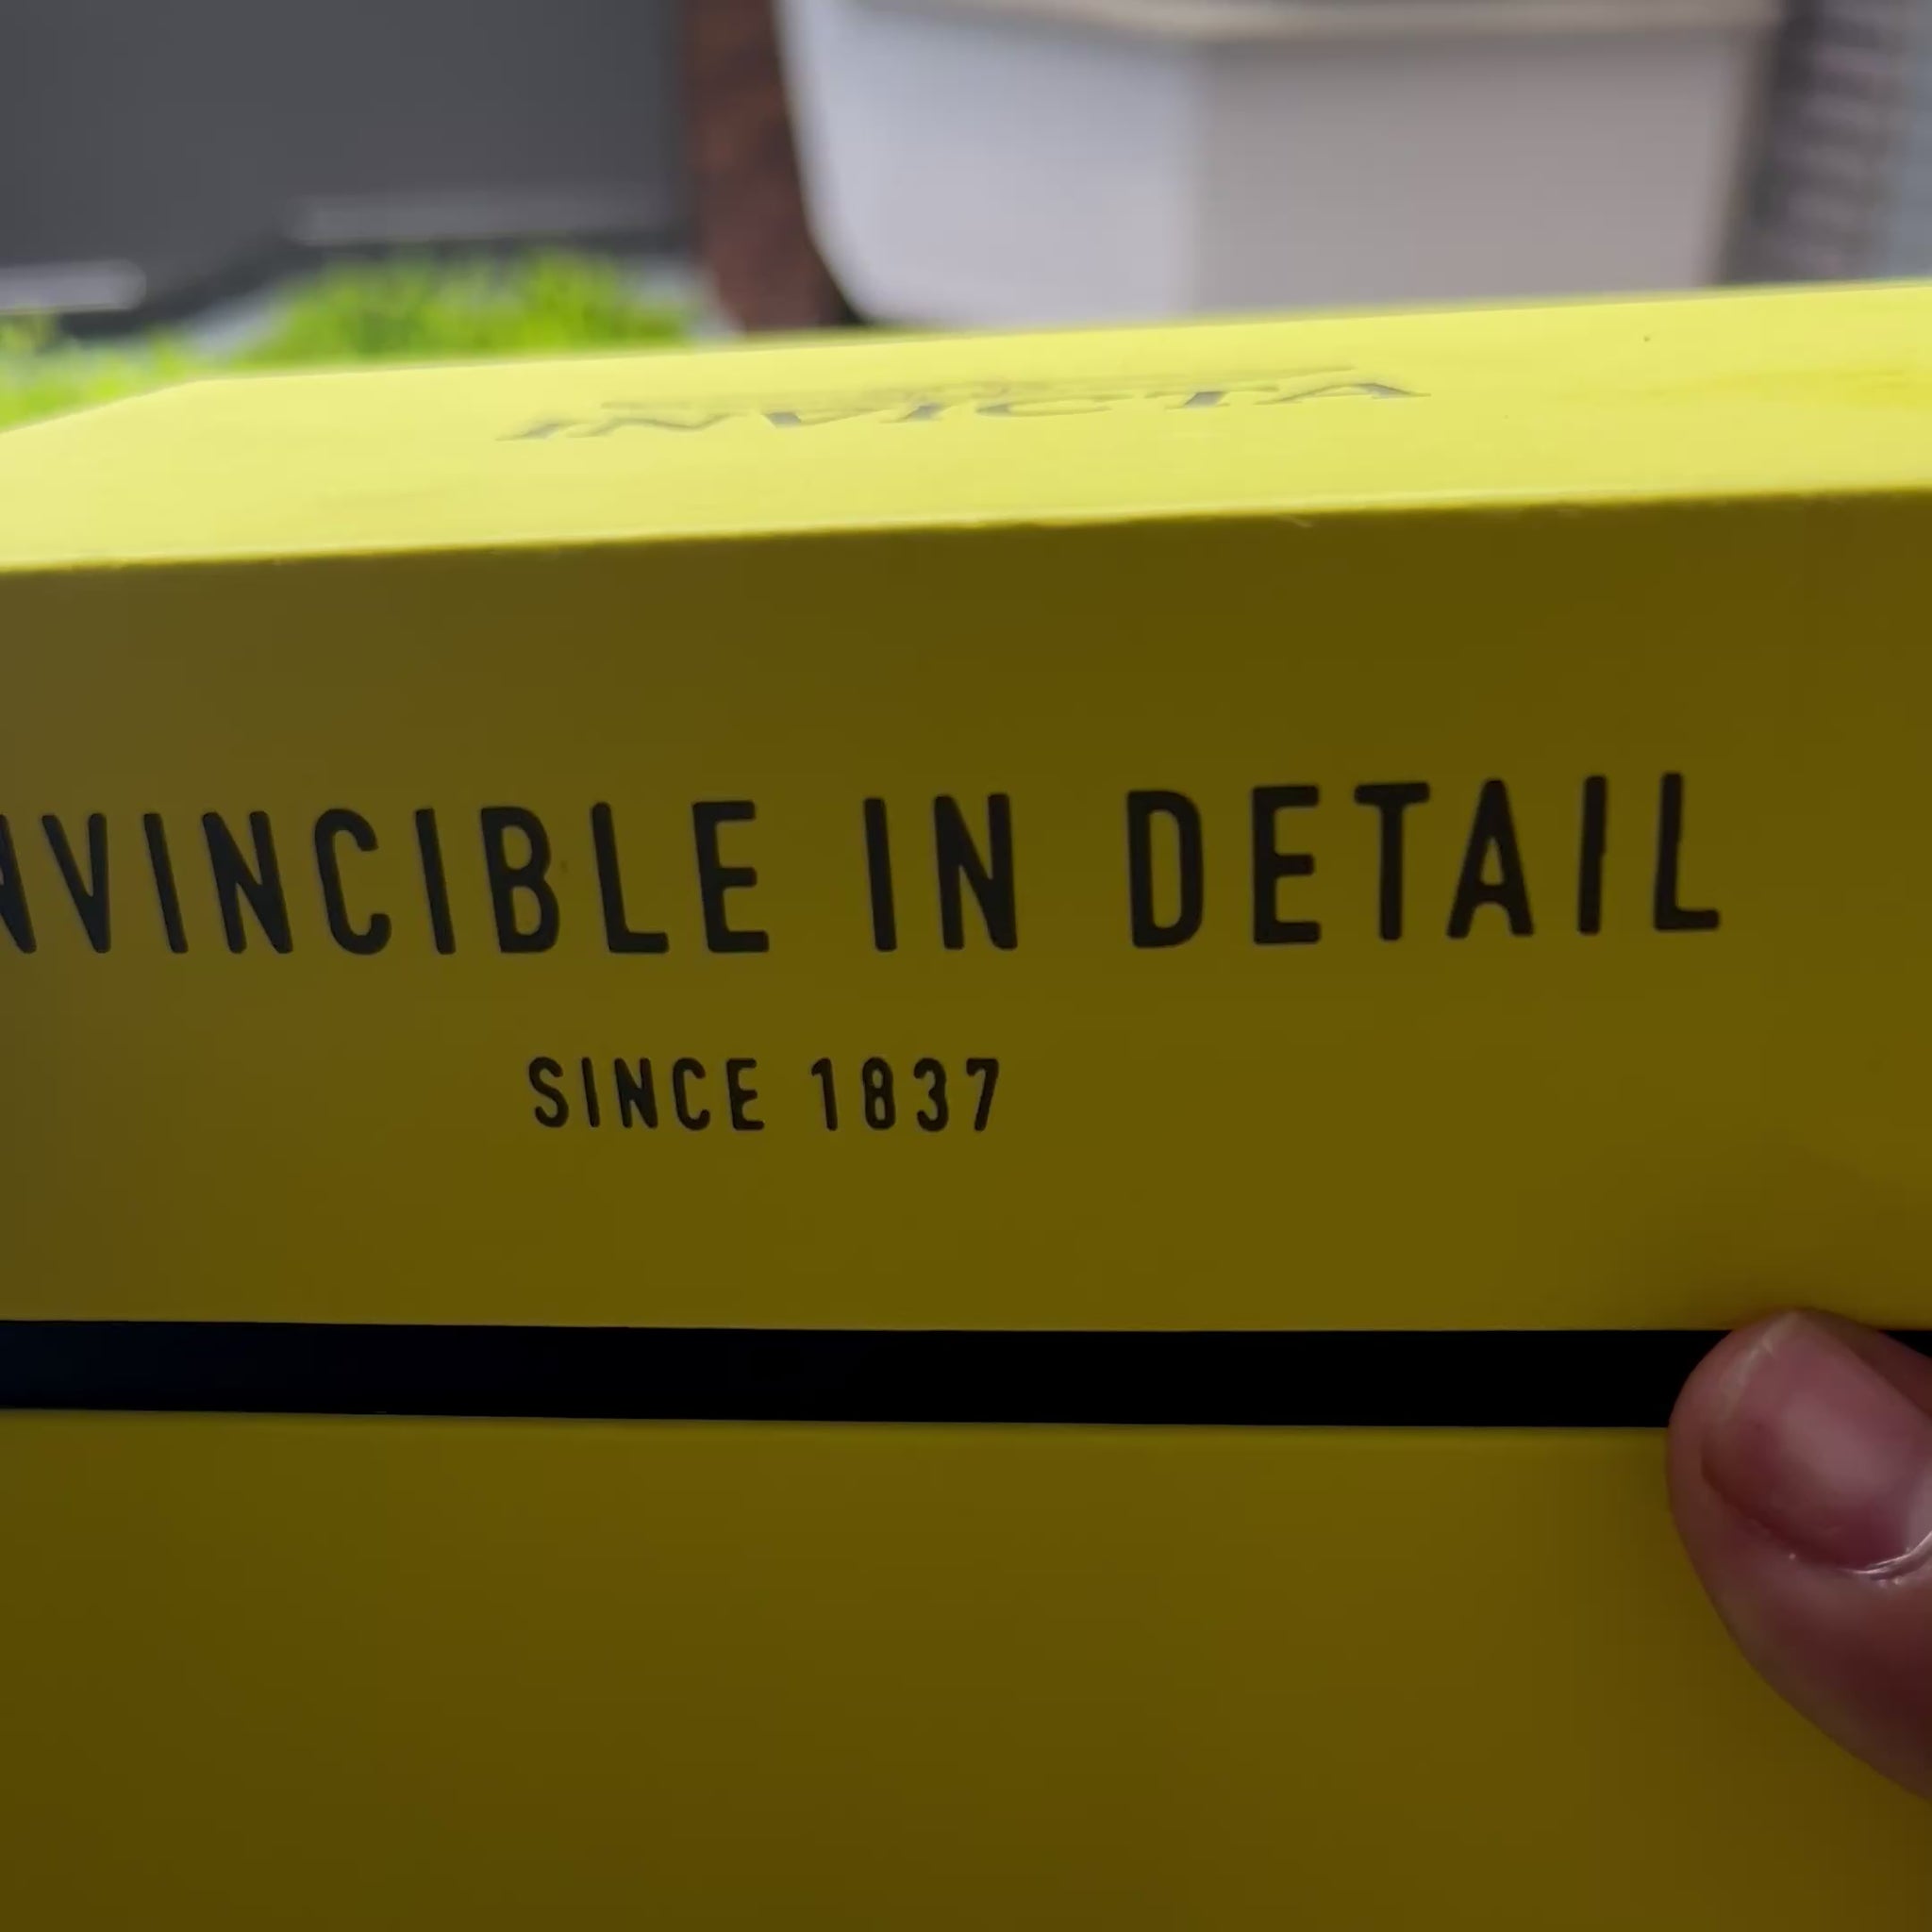 INVICTA
NVINCIBLE IN DETAIL
SINCE 1837